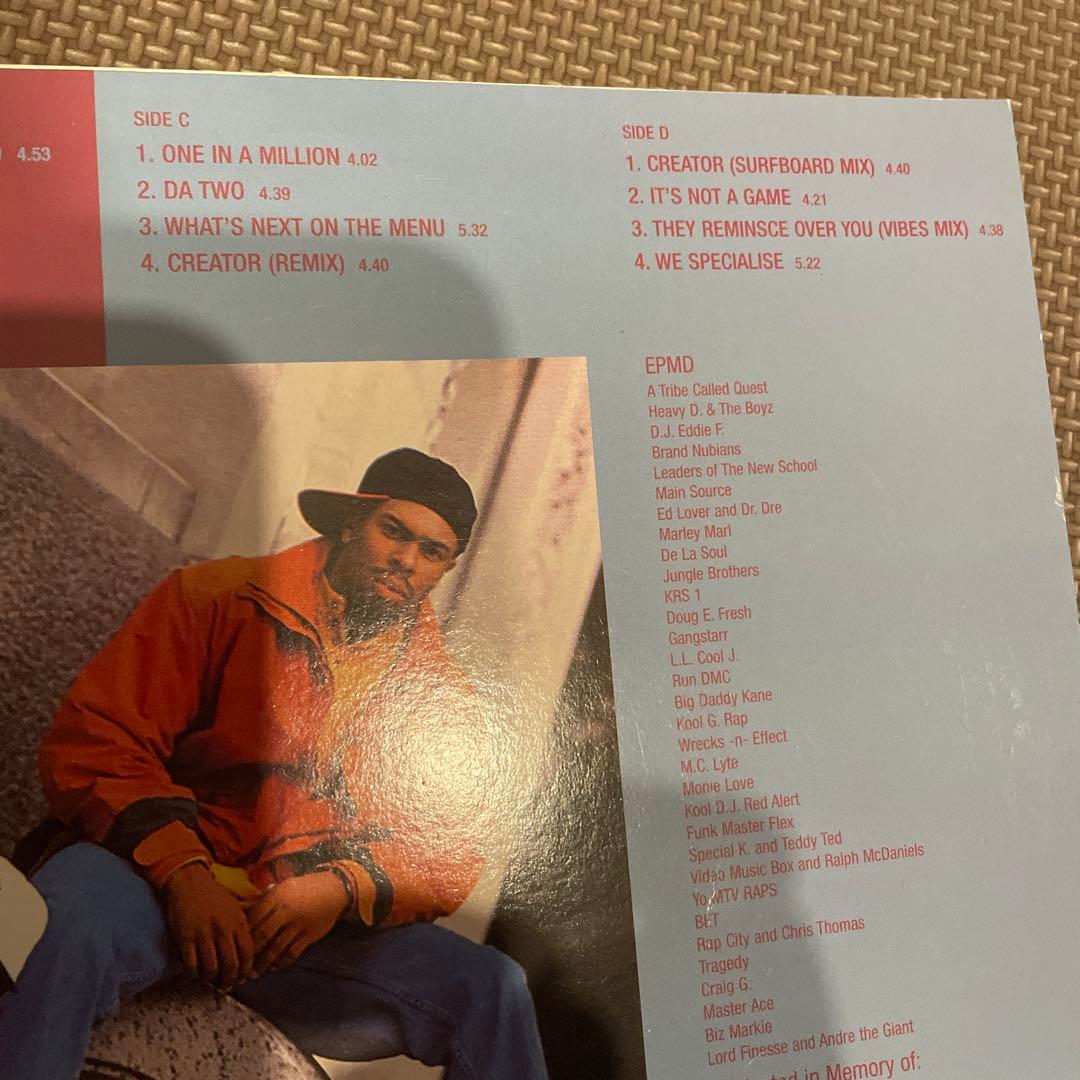 4.53
SIDE C
1. ONE IN A MILLION 4.02
2. DA TWO 4.39
3. WHAT'S NEXT ON THE MENU 5.32
4. CREATOR (REMIX) 4.40
SIDE D
1. CREATOR (SURFBOARD MIX) 4.40
2. IT'S NOT A GAME 4.21
3. THEY REMINSCE OVER YOU (VIBES MIX) 4.38
4. WE SPECIALISE 5.22
EPMD
A Tribe Called Quest
Heavy D. & The Boyz
D.J. Eddie F.
Brand Nubians
Leaders of The New School
Main Source
Ed Lover and Dr. Dre
Marley Marl
De La Soul
Jungle Brothers
KRS 1
Doug E. Fresh
Gangstarr
L.L. Cool J.
Run DMC
Big Daddy Kane
Kool G. Rap
Wrecks -n- Effect
M.C. Lyte
Monie Love
Kool D.J. Red Alert
Funk Master Flex
Special K. and Teddy Ted
Video Music Box and Ralph McDaniels
Yo MTV RAPS
BET
Rap City and Chris Thomas
Tragedy
Craig G.
Master Ace
Biz Markie
Lord Finesse and Andre the Giant
in Memory of: